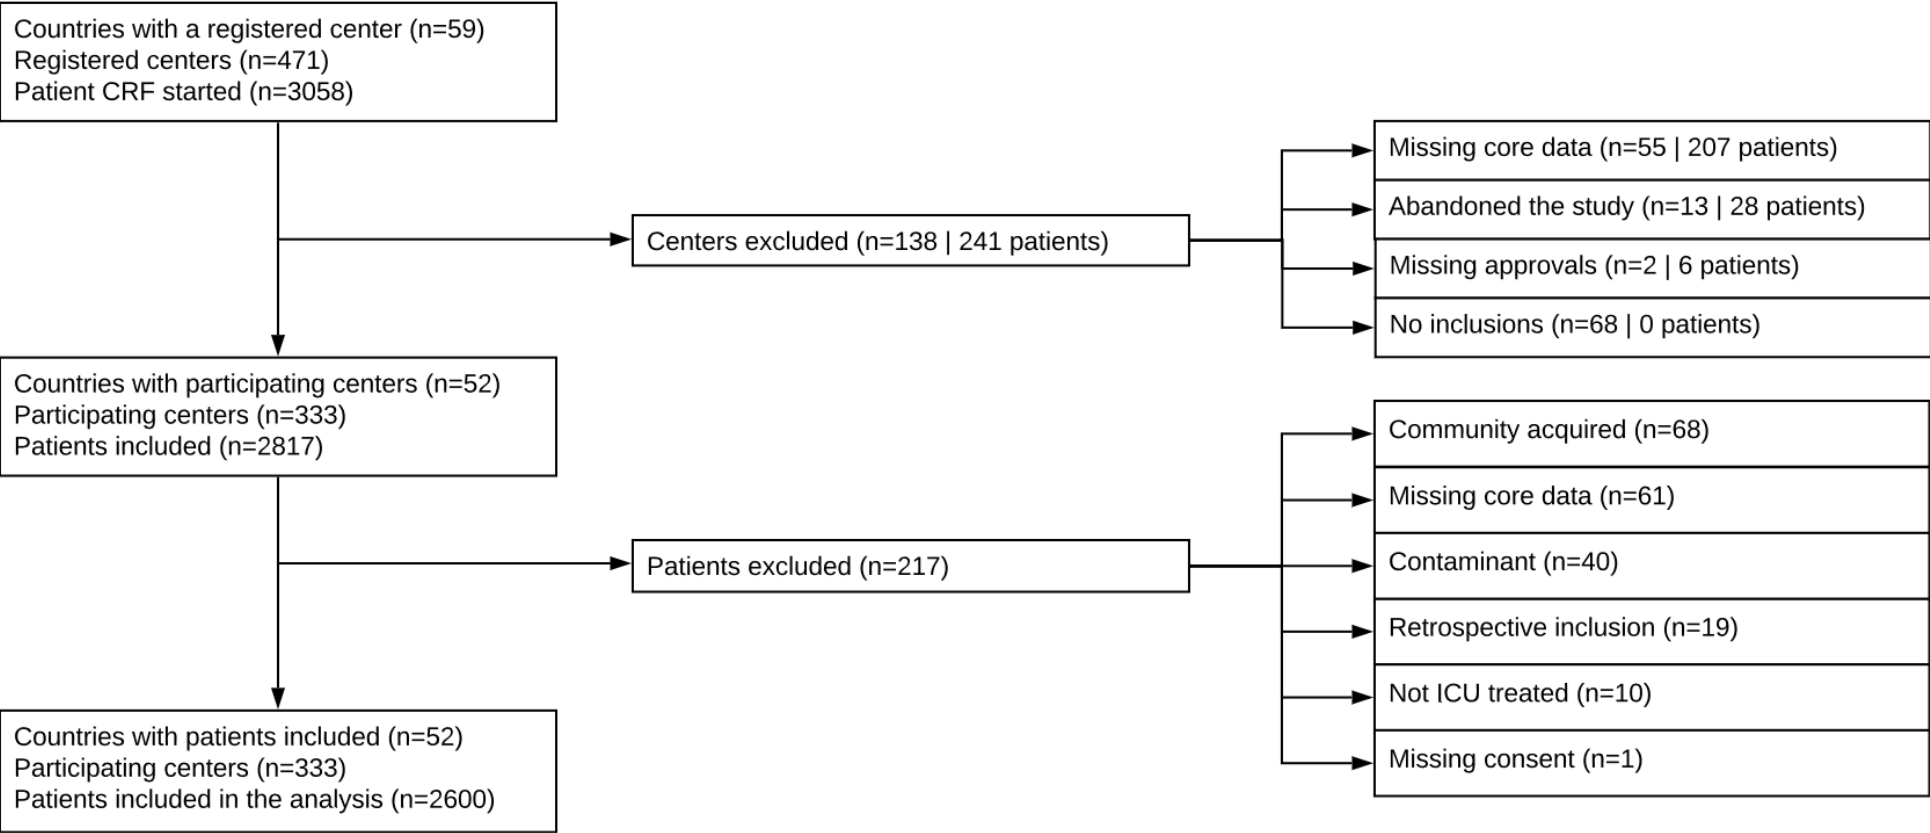 Countries with a registered center (n=59)
Registered centers (n=471)
Patient CRF started (n=3058)
Missing core data (n=55 | 207 patients)
Abandoned the study (n=13 | 28 patients)
Centers excluded (n=138 | 241 patients)
Missing approvals (n=2 | 6 patients)
No inclusions (n=68 | 0 patients)
Countries with participating centers (n=52)
Participating centers (n=333)
Patients included (n=2817)
Community acquired (n=68)
Missing core data (n=61)
Patients excluded (n=217)
Contaminant (n=40)
Retrospective inclusion (n=19)
Not ICU treated (n=10)
Missing consent (n=1)
Countries with patients included (n=52)
Participating centers (n=333)
Patients included in the analysis (n=2600)